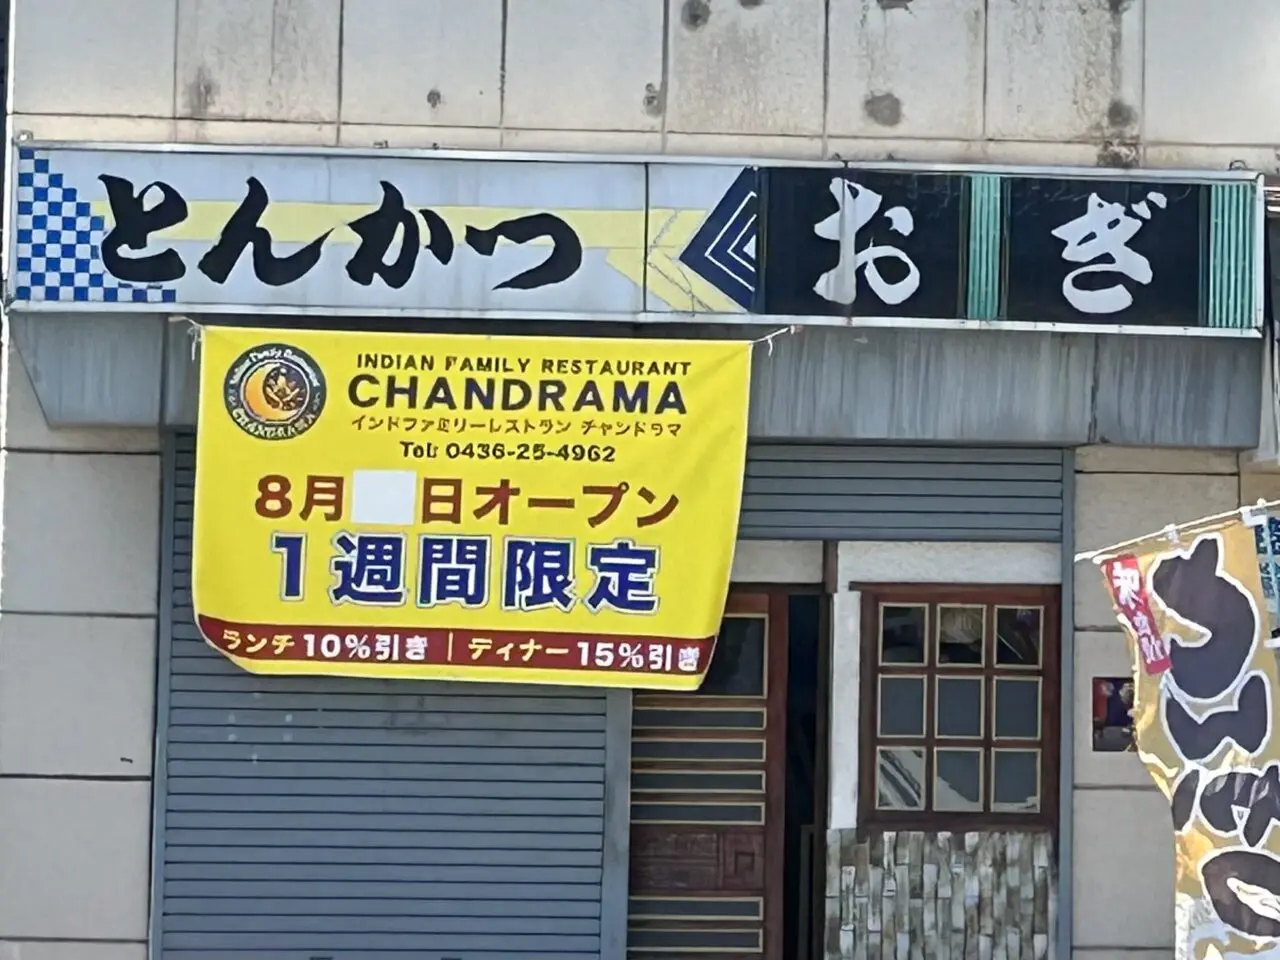 とんかつ おぎ
INDIAN FAMILY RESTAURANT
CHANDRAMA
インドファミリーレストラン チャンドラマ
Tel: 0436-25-4962
8月 日オープン
1週間限定
ランチ10%引き | ディナー15%引き